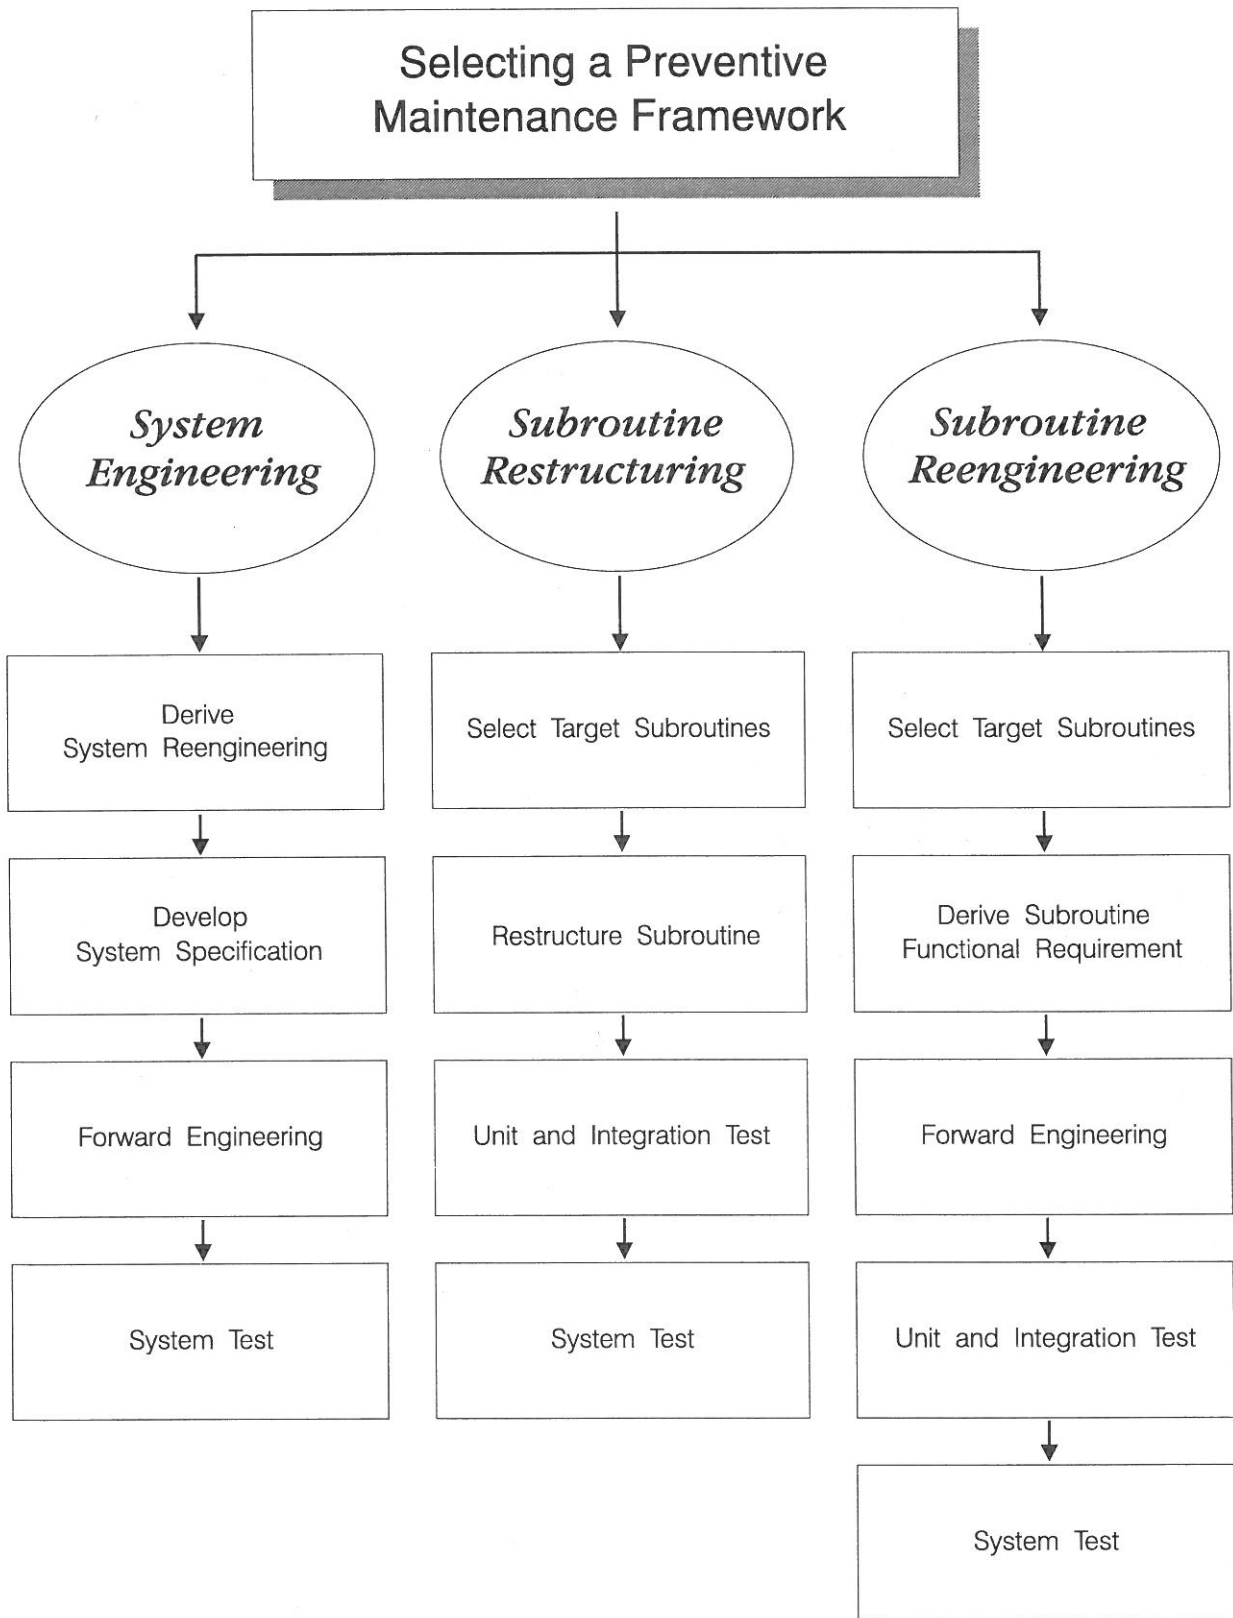 Selecting a Preventive
Maintenance Framework
System
Engineering
Subroutine
Restructuring
Subroutine
Reengineering
Derive
System Reengineering
Select Target Subroutines
Select Target Subroutines
Develop
System Specification
Restructure Subroutine
Derive Subroutine
Functional Requirement
Forward Engineering
Unit and Integration Test
Forward Engineering
System Test
System Test
Unit and Integration Test
System Test